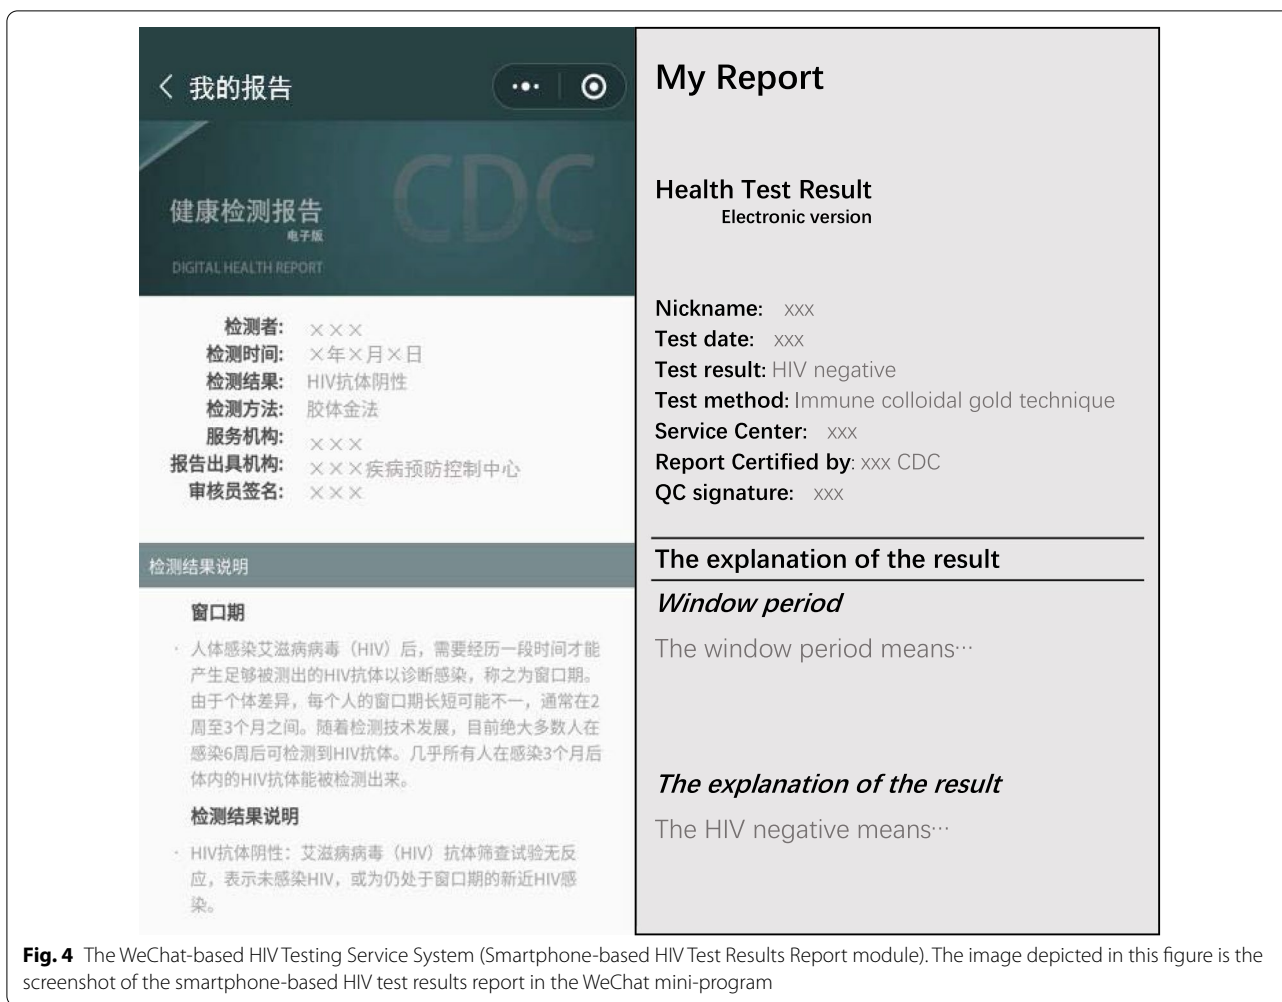 我的报告
CDC
健康检测报告
电子版
DIGITAL HEALTH REPORT
检测者: ×××
检测时间: ×年×月×日
检测结果: HIV抗体阴性
检测方法: 胶体金法
服务机构: ×××
报告出具机构: ×××疾病预防控制中心
审核员签名: ×××
检测结果说明
窗口期
· 人体感染艾滋病病毒（HIV）后，需要经历一段时间才能
产生足够被测出的HIV抗体以诊断感染，称之为窗口期。
由于个体差异，每个人的窗口期长短可能不一，通常在2
周至3个月之间。随着检测技术发展，目前绝大多数人在
感染6周后可检测到HIV抗体。几乎所有人在感染3个月后
体内的HIV抗体能被检测出来。
检测结果说明
· HIV抗体阴性：艾滋病病毒（HIV）抗体筛查试验无反
应，表示未感染HIV，或为仍处于窗口期的新近HIV感
染。
My Report
Health Test Result
Electronic version
Nickname: xxx
Test date: xxx
Test result: HIV negative
Test method: Immune colloidal gold technique
Service Center: xxx
Report Certified by: xxx CDC
QC signature: xxx
The explanation of the result
Window period
The window period means···
The explanation of the result
The HIV negative means···
Fig. 4 The WeChat-based HIV Testing Service System (Smartphone-based HIV Test Results Report module). The image depicted in this figure is the
screenshot of the smartphone-based HIV test results report in the WeChat mini-program